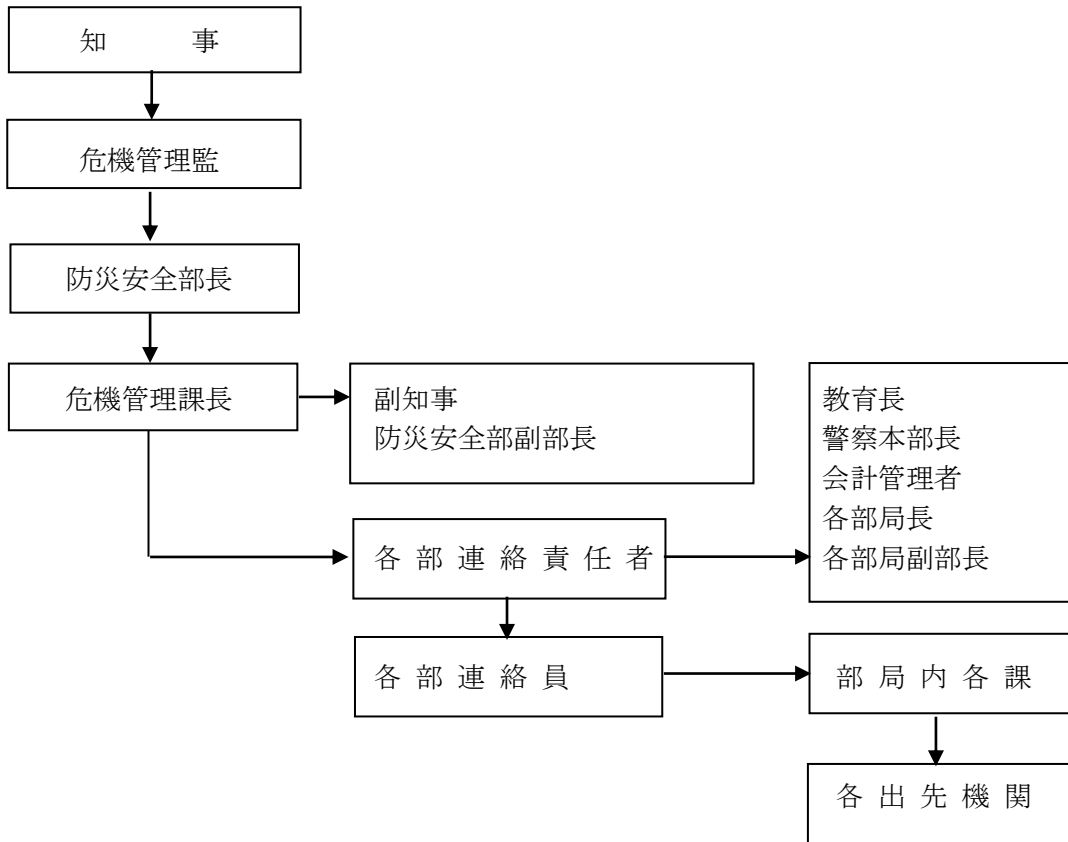 知　　　事
危機管理監
防災安全部長
危機管理課長
副知事
防災安全部副部長
教育長
警察本部長
会計管理者
各部局長
各部局副部長
各 部 連 絡 責 任 者
各 部 連 絡 員
部 局 内 各 課
各 出 先 機 関